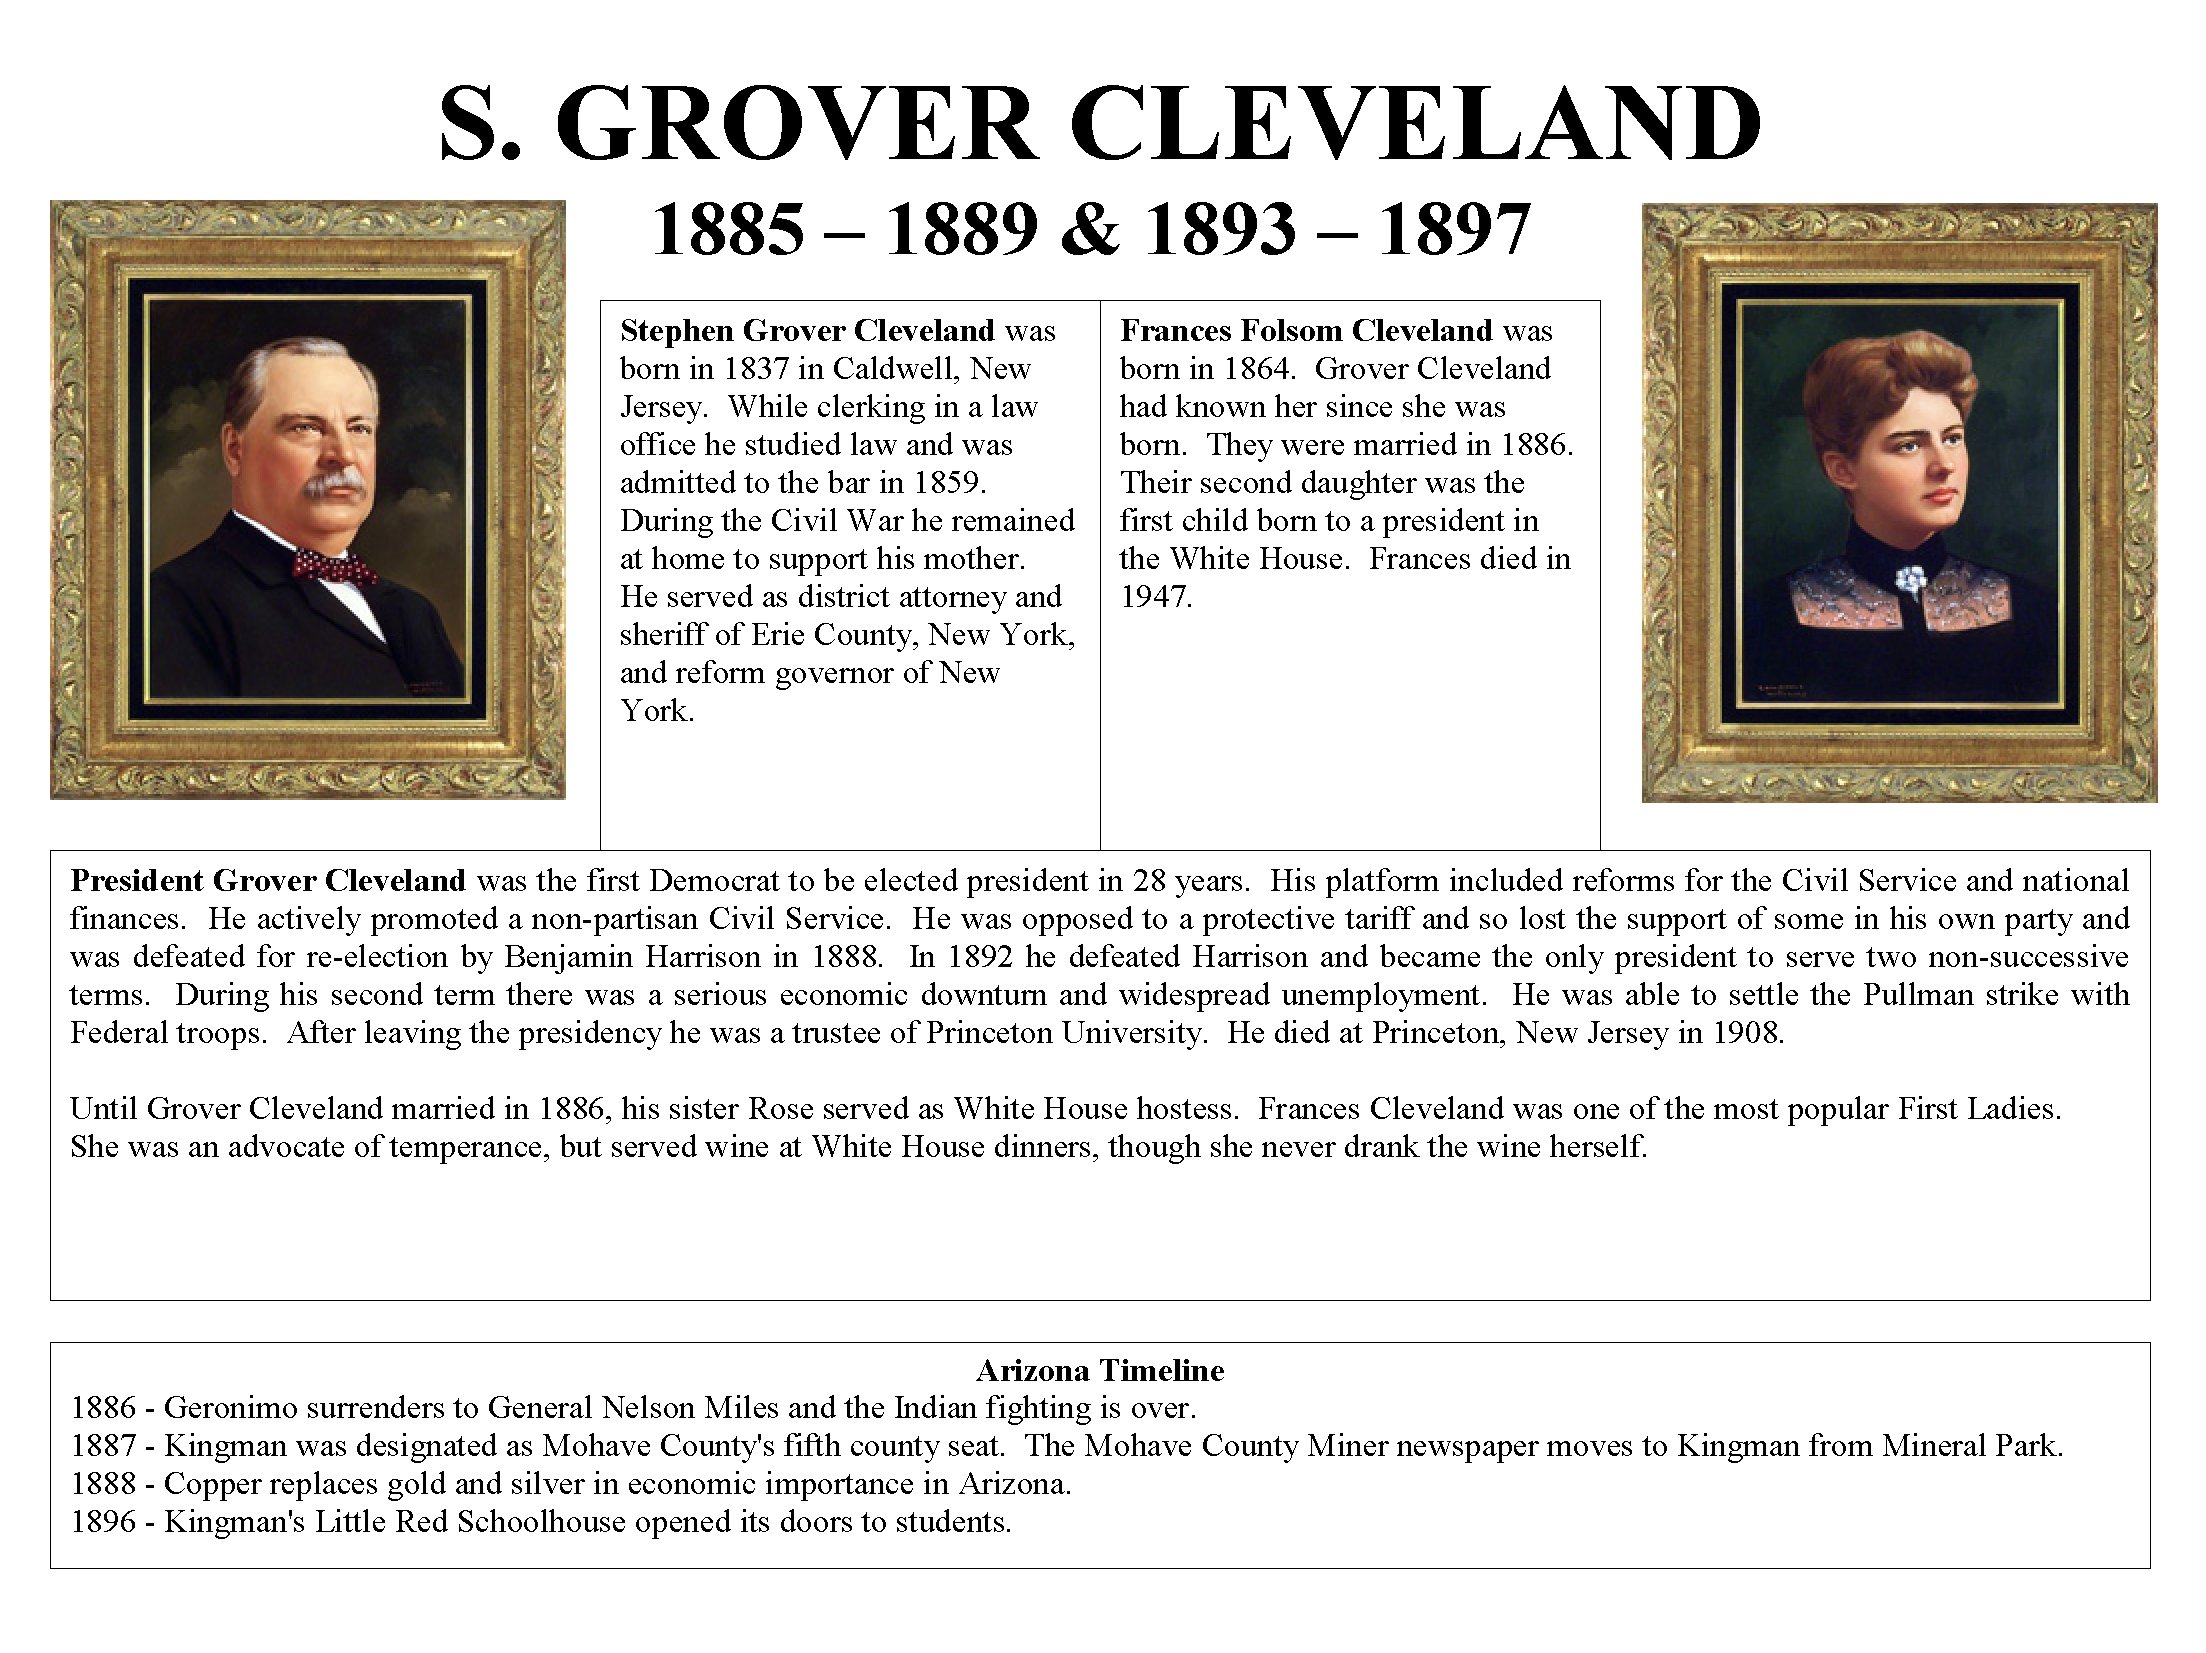 S. GROVER CLEVELAND
1885 – 1889 & 1893 – 1897
Stephen Grover Cleveland was
born in 1837 in Caldwell, New
Jersey.  While clerking in a law
office he studied law and was
admitted to the bar in 1859.
During the Civil War he remained
at home to support his mother.
He served as district attorney and
sheriff of Erie County, New York,
and reform governor of New
York.
Frances Folsom Cleveland was
born in 1864.  Grover Cleveland
had known her since she was
born.  They were married in 1886.
Their second daughter was the
first child born to a president in
the White House.  Frances died in
1947.
President Grover Cleveland was the first Democrat to be elected president in 28 years.  His platform included reforms for the Civil Service and national
finances.  He actively promoted a non-partisan Civil Service.  He was opposed to a protective tariff and so lost the support of some in his own party and
was defeated for re-election by Benjamin Harrison in 1888.  In 1892 he defeated Harrison and became the only president to serve two non-successive
terms.  During his second term there was a serious economic downturn and widespread unemployment.  He was able to settle the Pullman strike with
Federal troops.  After leaving the presidency he was a trustee of Princeton University.  He died at Princeton, New Jersey in 1908.
Until Grover Cleveland married in 1886, his sister Rose served as White House hostess.  Frances Cleveland was one of the most popular First Ladies.
She was an advocate of temperance, but served wine at White House dinners, though she never drank the wine herself.
Arizona Timeline
1886 - Geronimo surrenders to General Nelson Miles and the Indian fighting is over.
1887 - Kingman was designated as Mohave County's fifth county seat.  The Mohave County Miner newspaper moves to Kingman from Mineral Park.
1888 - Copper replaces gold and silver in economic importance in Arizona.
1896 - Kingman's Little Red Schoolhouse opened its doors to students.